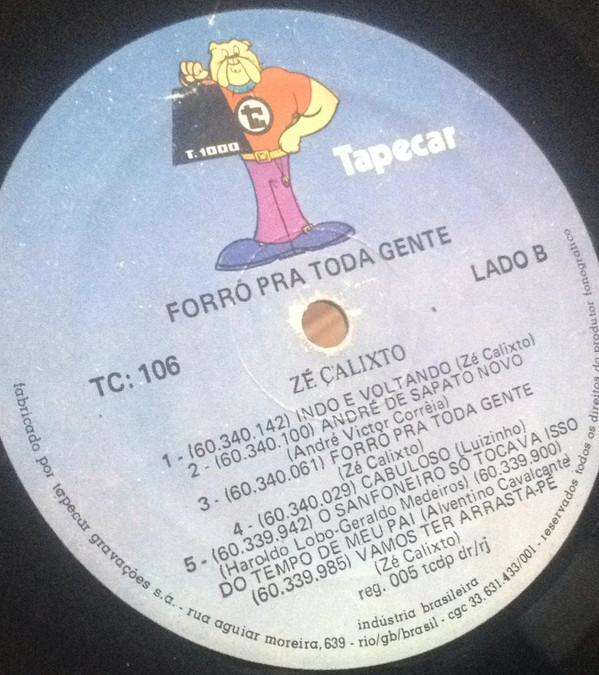 T. 1000
Tapecar
FORRÓ PRA TODA GENTE
LADO B
TC: 106
ZÉ CALIXTO
1 - (60.340.142) INDO E VOLTANDO (Zé Calixto)
2 - (60.340.100) ANDRÉ DE SAPATO NOVO
(André Victor Corrêia)
3 - (60.340.061) FORRÓ PRA TODA GENTE
(Zé Calixto)
4 - (60.340.029) CABULOSO (Luizinho)
5 - (60.339.942) O SANFONEIRO SÓ TOCAVA ISSO
(Haroldo Lobo-Geraldo Medeiros) (60.339.900)
DO TEMPO DE MEU PAI (Alventino Cavalcante)
(60.339.985) VAMOS TER ARRASTA-PÉ
(Zé Calixto)
reg. 005 tcdp dr/rj
indústria brasileira
fabricado por tapecar gravações s.a. - rua aguiar moreira, 639 - rio/gb/brasil - cgc 33.631.433/001 - reservados todos os direitos do produtor fonográfico